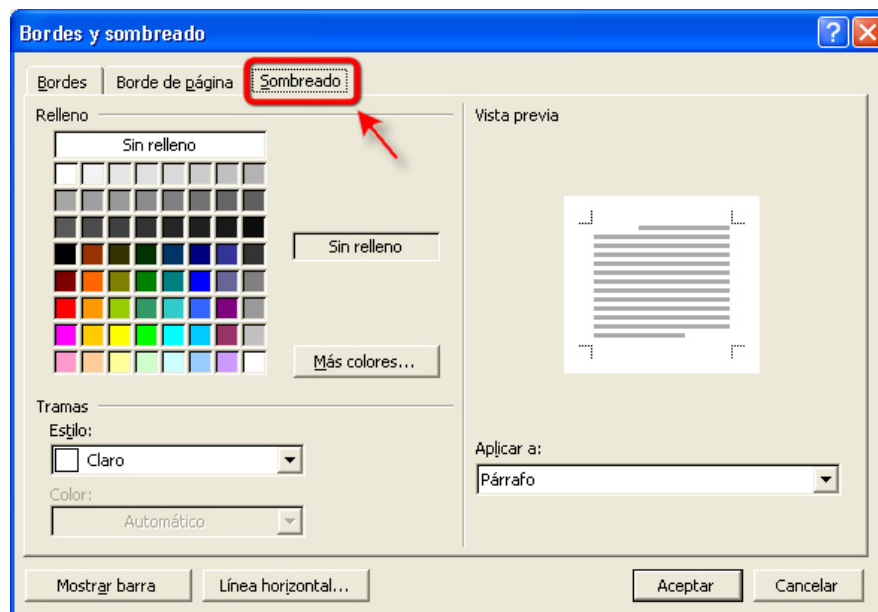 Bordes y sombreado
Bordes
Borde de página
Sombreado
Relleno
Sin relleno
Sin relleno
Más colores...
Tramas
Estilo:
Claro
Color:
Automático
Vista previa
Aplicar a:
Párrafo
Mostrar barra
Línea horizontal...
Aceptar
Cancelar